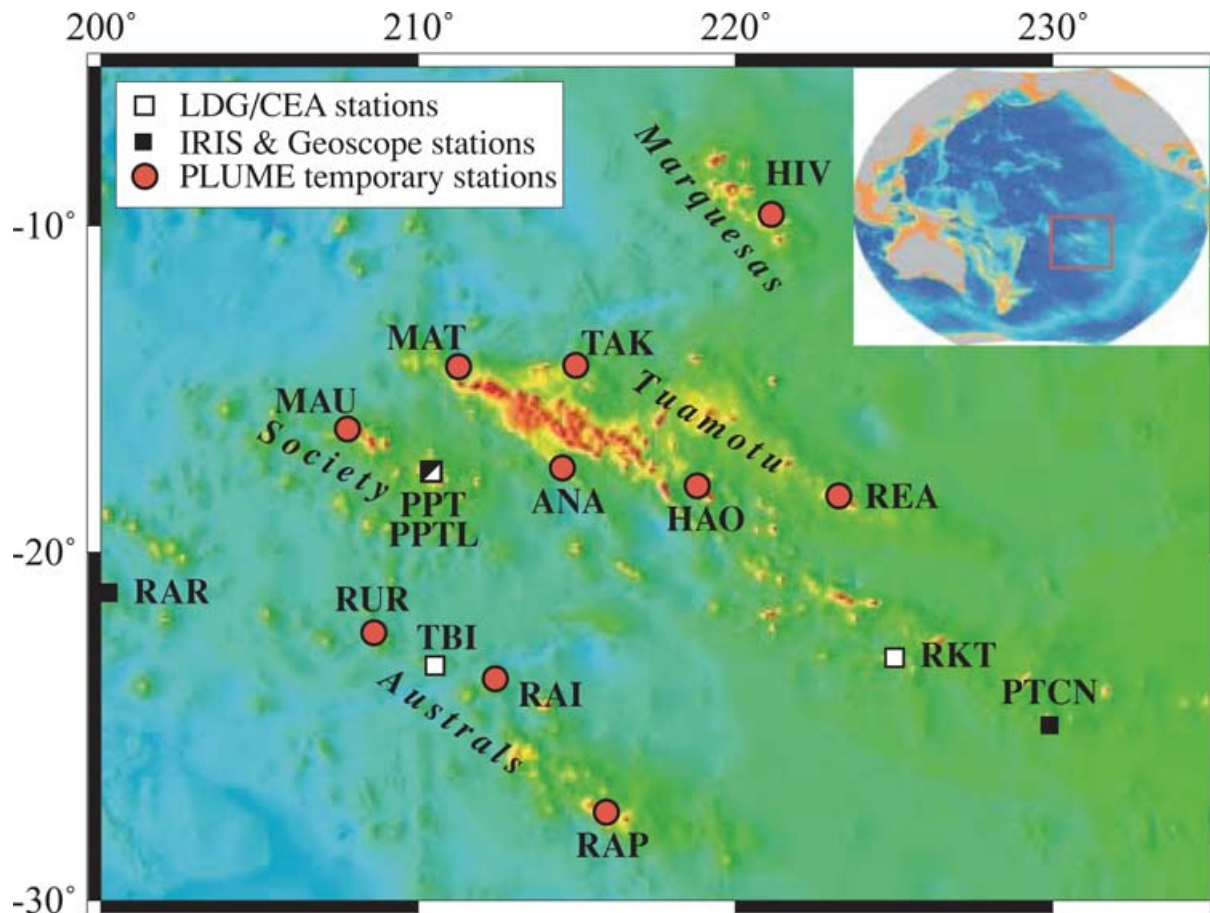 200° 210° 220° 230°
LDG/CEA stations
IRIS & Geoscope stations
PLUME temporary stations
Marquesas
HIV
-10°
MAT
TAK
Tuamotu
MAU
Society
PPT
PPTL
ANA
HAO
REA
-20°
RAR
RUR
TBI
RAI
RKT
PTCN
Australs
RAP
-30°